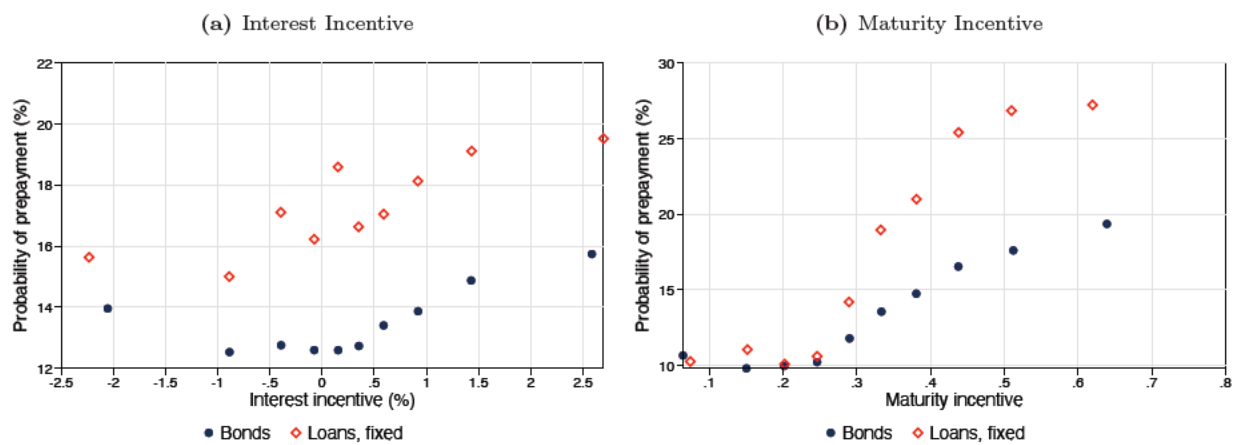 (a) Interest Incentive
Probability of prepayment (%)
22
20
18
16
14
12
-2.5 -2 -1.5 -1 -.5 0 .5 1 1.5 2 2.5
Interest incentive (%)
Bonds Loans, fixed
(b) Maturity Incentive
Probability of prepayment (%)
30
25
20
15
10
.1 .2 .3 .4 .5 .6 .7 .8
Maturity incentive
Bonds Loans, fixed